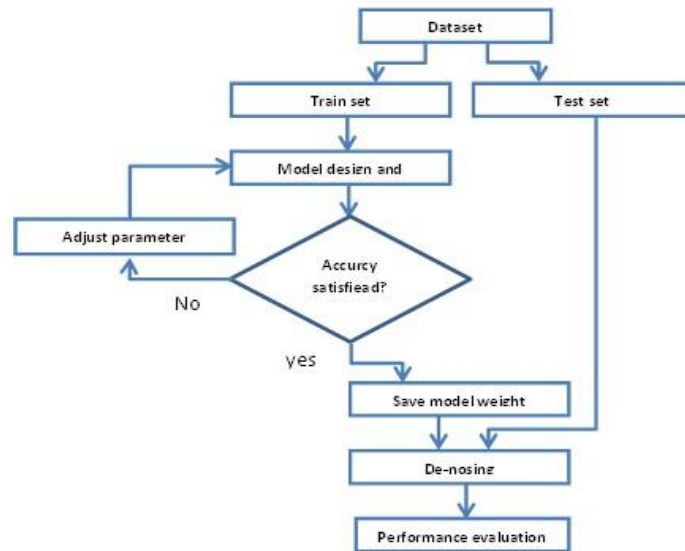 Dataset
Train set
Test set
Model design and
Adjust parameter
Accurcy
satisfiead?
No
yes
Save model weight
De-nosing
Performance evaluation